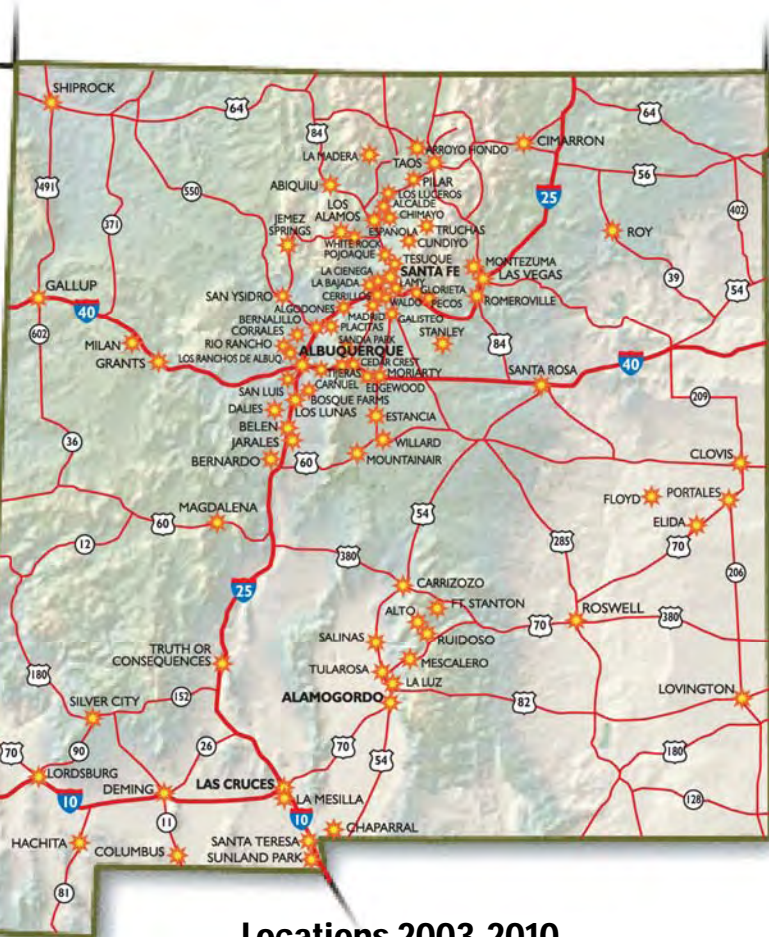 SHIPROCK
64
64
84
CIMARRON
ARROYO HONDO
LA MADERA
TAOS
56
491
550
ABIQUIU
PILAR
LOS LUCEROS
25
402
LOS
ALAMOS
ALCALDE
CHIMAYO
371
JEMEZ
SPRINGS
ESPAÑOLA
TRUCHAS
ROY
WHITE ROCK
CUNDIYO
POJOAQUE
TESUQUE
MONTEZUMA
LA CIENEGA
SANTA FE
LAS VEGAS
39
54
GALLUP
LA BAJADA
LAMY
GLORIETA
SAN YSIDRO
CERRILLOS
WALDO
PECOS
ROMEROVILLE
40
ALGODONES
MADRID
GALISTEO
BERNALILLO
PLACITAS
602
CORRALES
SANDIA PARK
STANLEY
84
MILAN
RIO RANCHO
ALBUQUERQUE
40
GRANTS
LOS RANCHOS DE ALBUQ.
CEDAR CREST
TIJERAS
MORIARTY
SANTA ROSA
SAN LUIS
CARÑUEL
EDGEWOOD
209
BOSQUE FARMS
DALIES
LOS LUNAS
ESTANCIA
BELEN
36
JARALES
WILLARD
BERNARDO
60
MOUNTAINAIR
CLOVIS
FLOYD
PORTALES
MAGDALENA
60
54
ELIDA
12
285
70
380
206
25
CARRIZOZO
ALTO
FT. STANTON
ROSWELL
70
380
SALINAS
RUIDOSO
TRUTH OR
CONSEQUENCES
MESCALERO
TULAROSA
180
LA LUZ
152
ALAMOGORDO
LOVINGTON
SILVER CITY
82
70
90
26
70
54
180
LORDSBURG
LAS CRUCES
10
DEMING
LA MESILLA
128
11
10
CHAPARRAL
HACHITA
SANTA TERESA
COLUMBUS
SUNLAND PARK
81
Locations 2003-2010